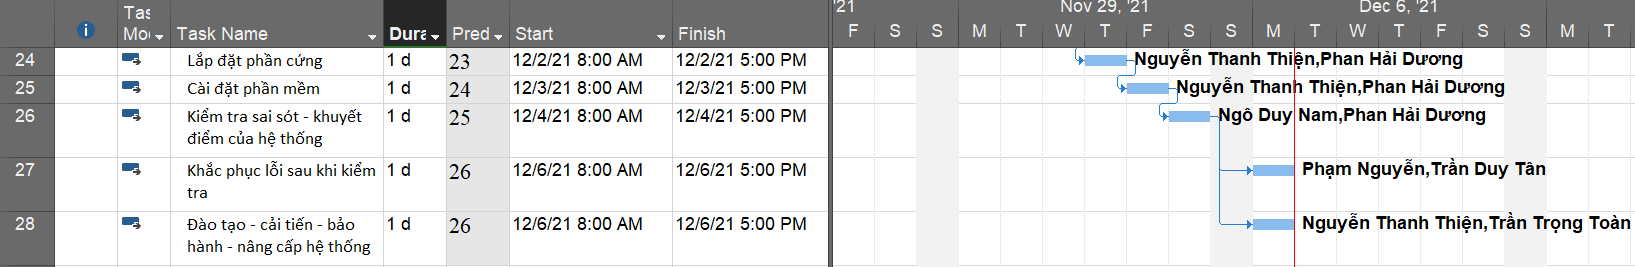 '21 Nov 29, '21 Dec 6, '21
Tas Mod Task Name Dura Pred Start Finish F S S M T W T F S S M T W T F S S M T
24 Lắp đặt phần cứng 1 d 23 12/2/21 8:00 AM 12/2/21 5:00 PM Nguyễn Thanh Thiện,Phan Hải Dương
25 Cài đặt phần mềm 1 d 24 12/3/21 8:00 AM 12/3/21 5:00 PM Nguyễn Thanh Thiện,Phan Hải Dương
26 Kiểm tra sai sót - khuyết 1 d 25 12/4/21 8:00 AM 12/4/21 5:00 PM Ngô Duy Nam,Phan Hải Dương
điểm của hệ thống
27 Khắc phục lỗi sau khi kiểm 1 d 26 12/6/21 8:00 AM 12/6/21 5:00 PM Phạm Nguyễn,Trần Duy Tân
tra
28 Đào tạo - cải tiến - bảo 1 d 26 12/6/21 8:00 AM 12/6/21 5:00 PM Nguyễn Thanh Thiện,Trần Trọng Toàn
hành - nâng cấp hệ thống